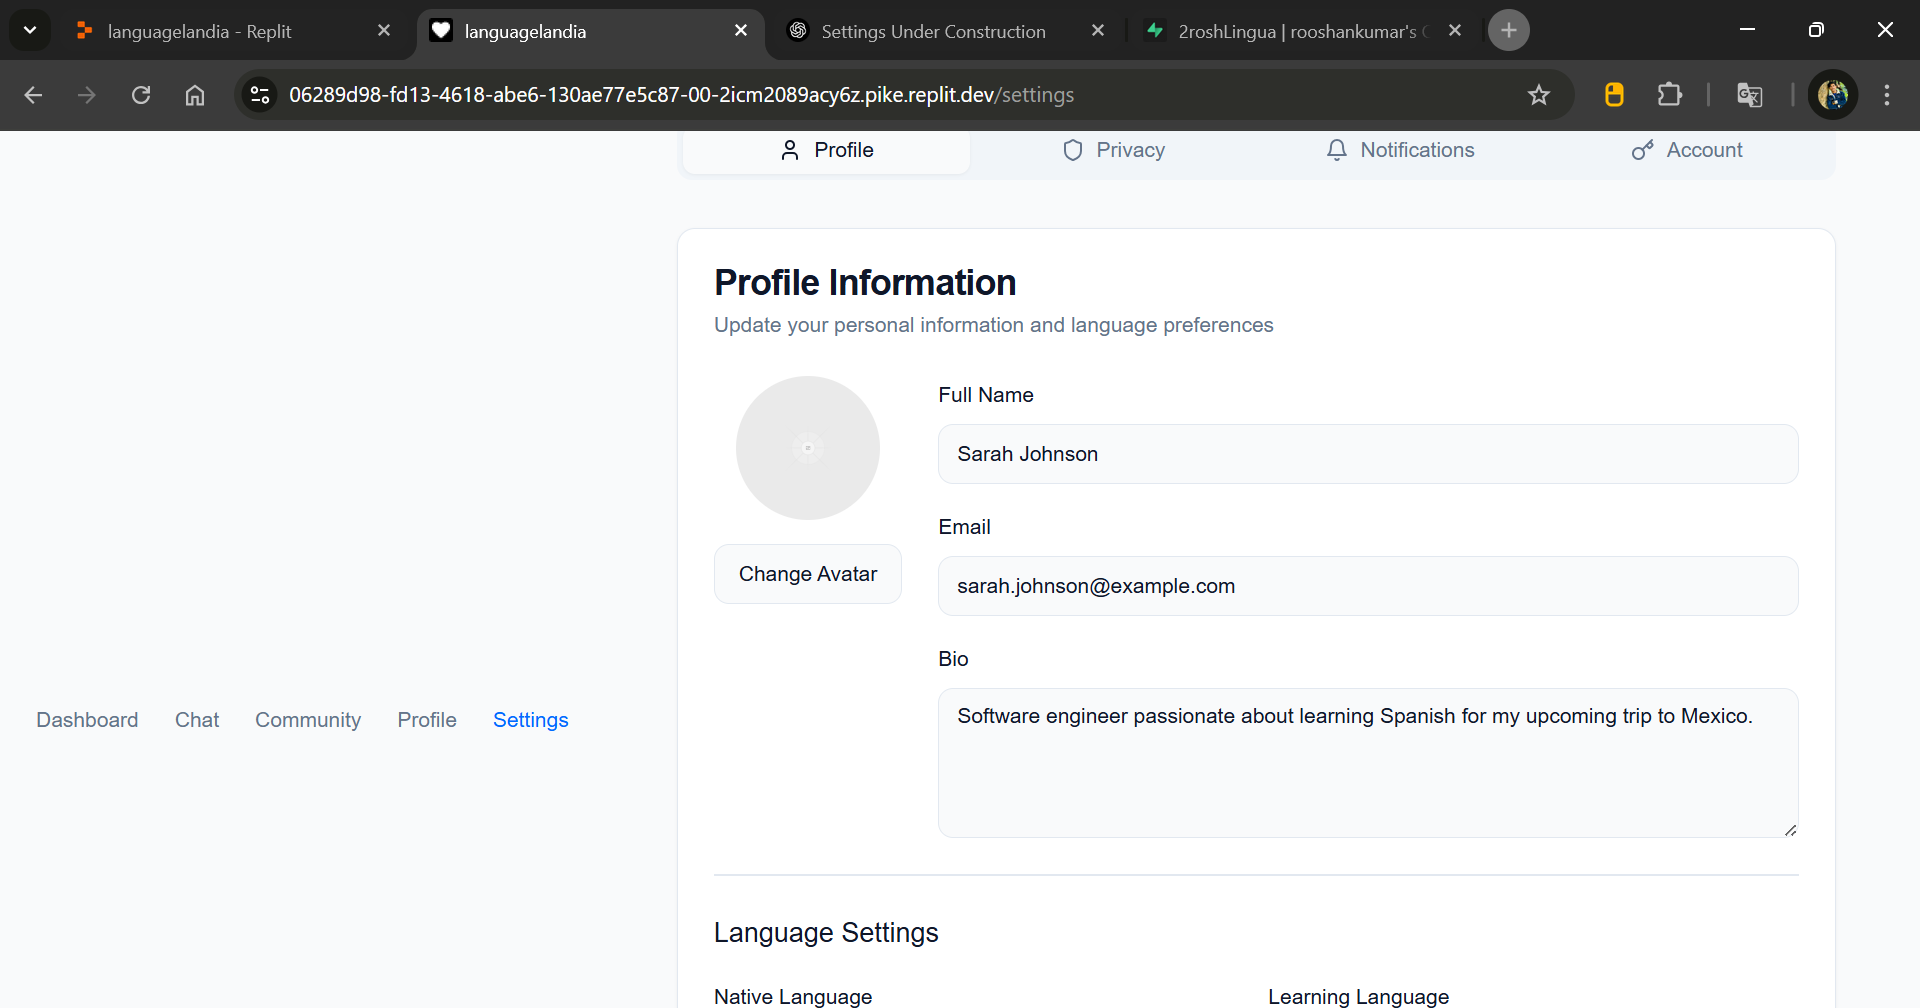 languagelandia - Replit
languagelandia
Settings Under Construction
2roshLingua | rooshankumar's
06289d98-fd13-4618-abe6-130ae77e5c87-00-2icm2089acy6z.pike.replit.dev/settings
Profile
Privacy
Notifications
Account
Profile Information
Update your personal information and language preferences
Full Name
Sarah Johnson
Change Avatar
Email
sarah.johnson@example.com
Bio
Software engineer passionate about learning Spanish for my upcoming trip to Mexico.
Dashboard Chat Community Profile Settings
Language Settings
Native Language
Learning Language